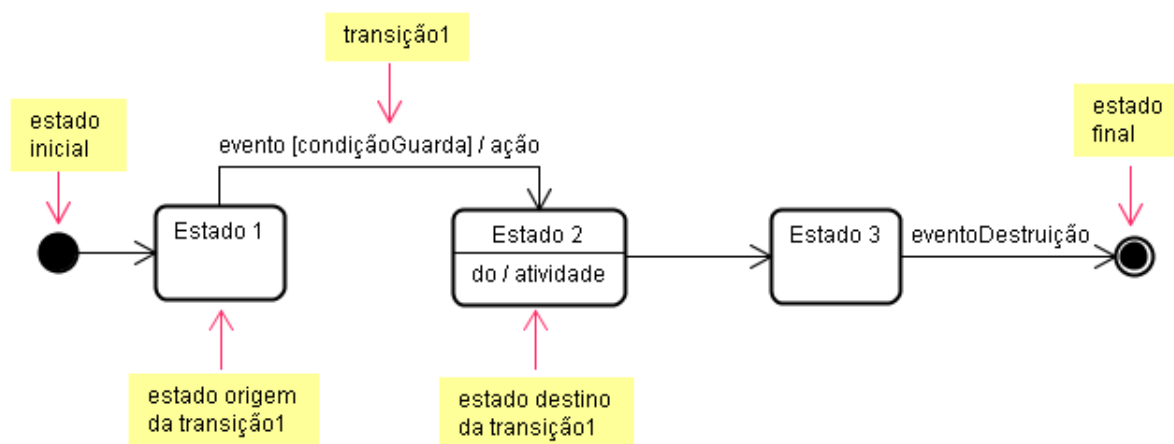 transição1
estado
inicial
estado
final
evento [condiçãoGuarda] / ação
Estado 1
Estado 2
do / atividade
Estado 3
eventoDestruição
estado origem
da transição1
estado destino
da transição1